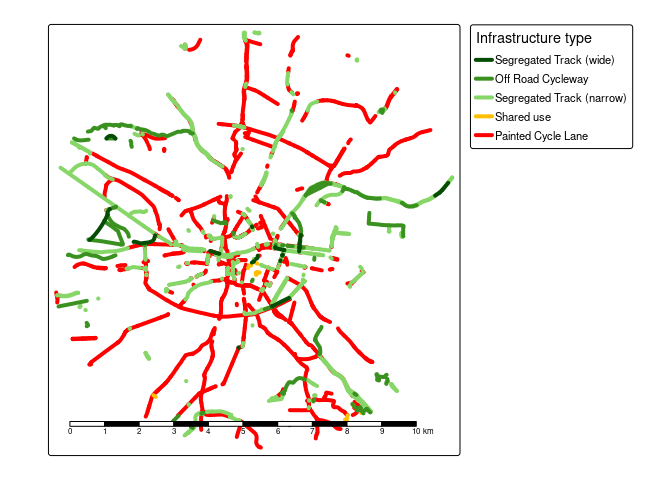 Infrastructure type
Segregated Track (wide)
Off Road Cycleway
Segregated Track (narrow)
Shared use
Painted Cycle Lane
0 1 2 3 4 5 6 7 8 9 10 km